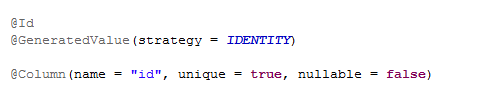 @Id
@GeneratedValue(strategy = IDENTITY)
@Column(name = "id", unique = true, nullable = false)